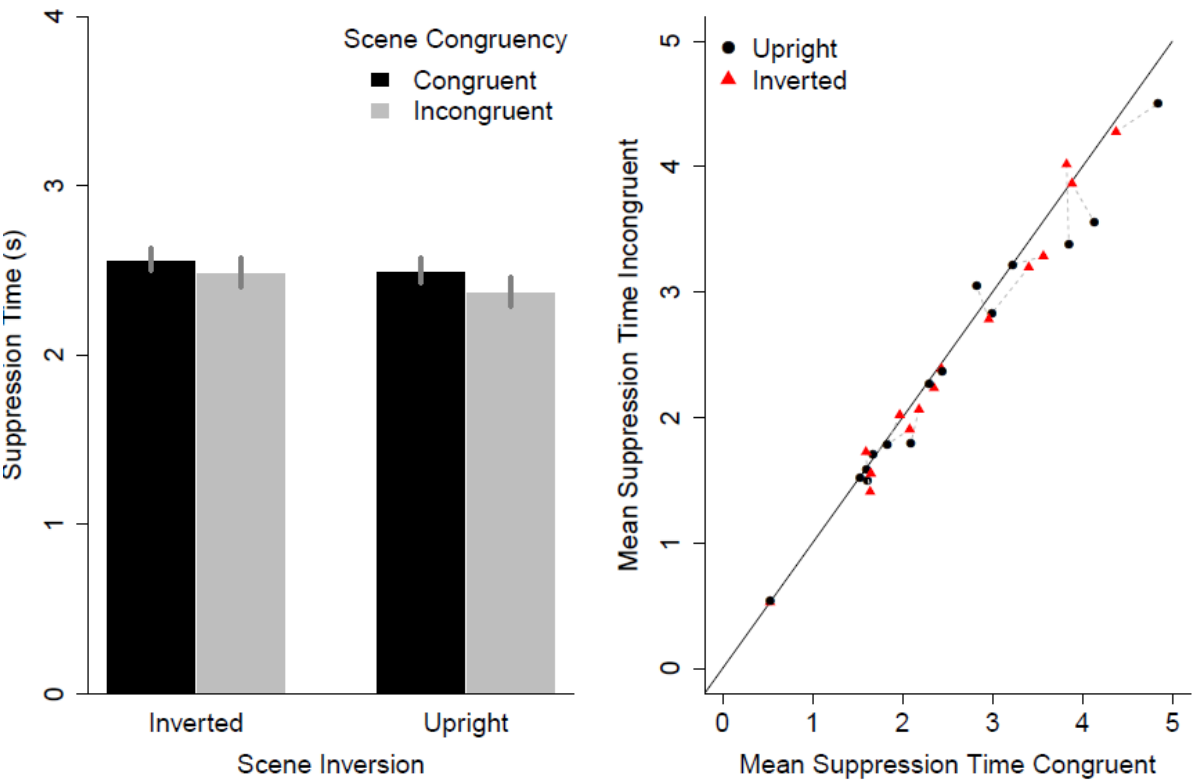 Scene Congruency
Congruent
Incongruent
4
3
2
1
0
Suppression Time (s)
Inverted
Upright
Scene Inversion
Upright
Inverted
5
4
3
2
1
0
Mean Suppression Time Incongruent
0
1
2
3
4
5
Mean Suppression Time Congruent